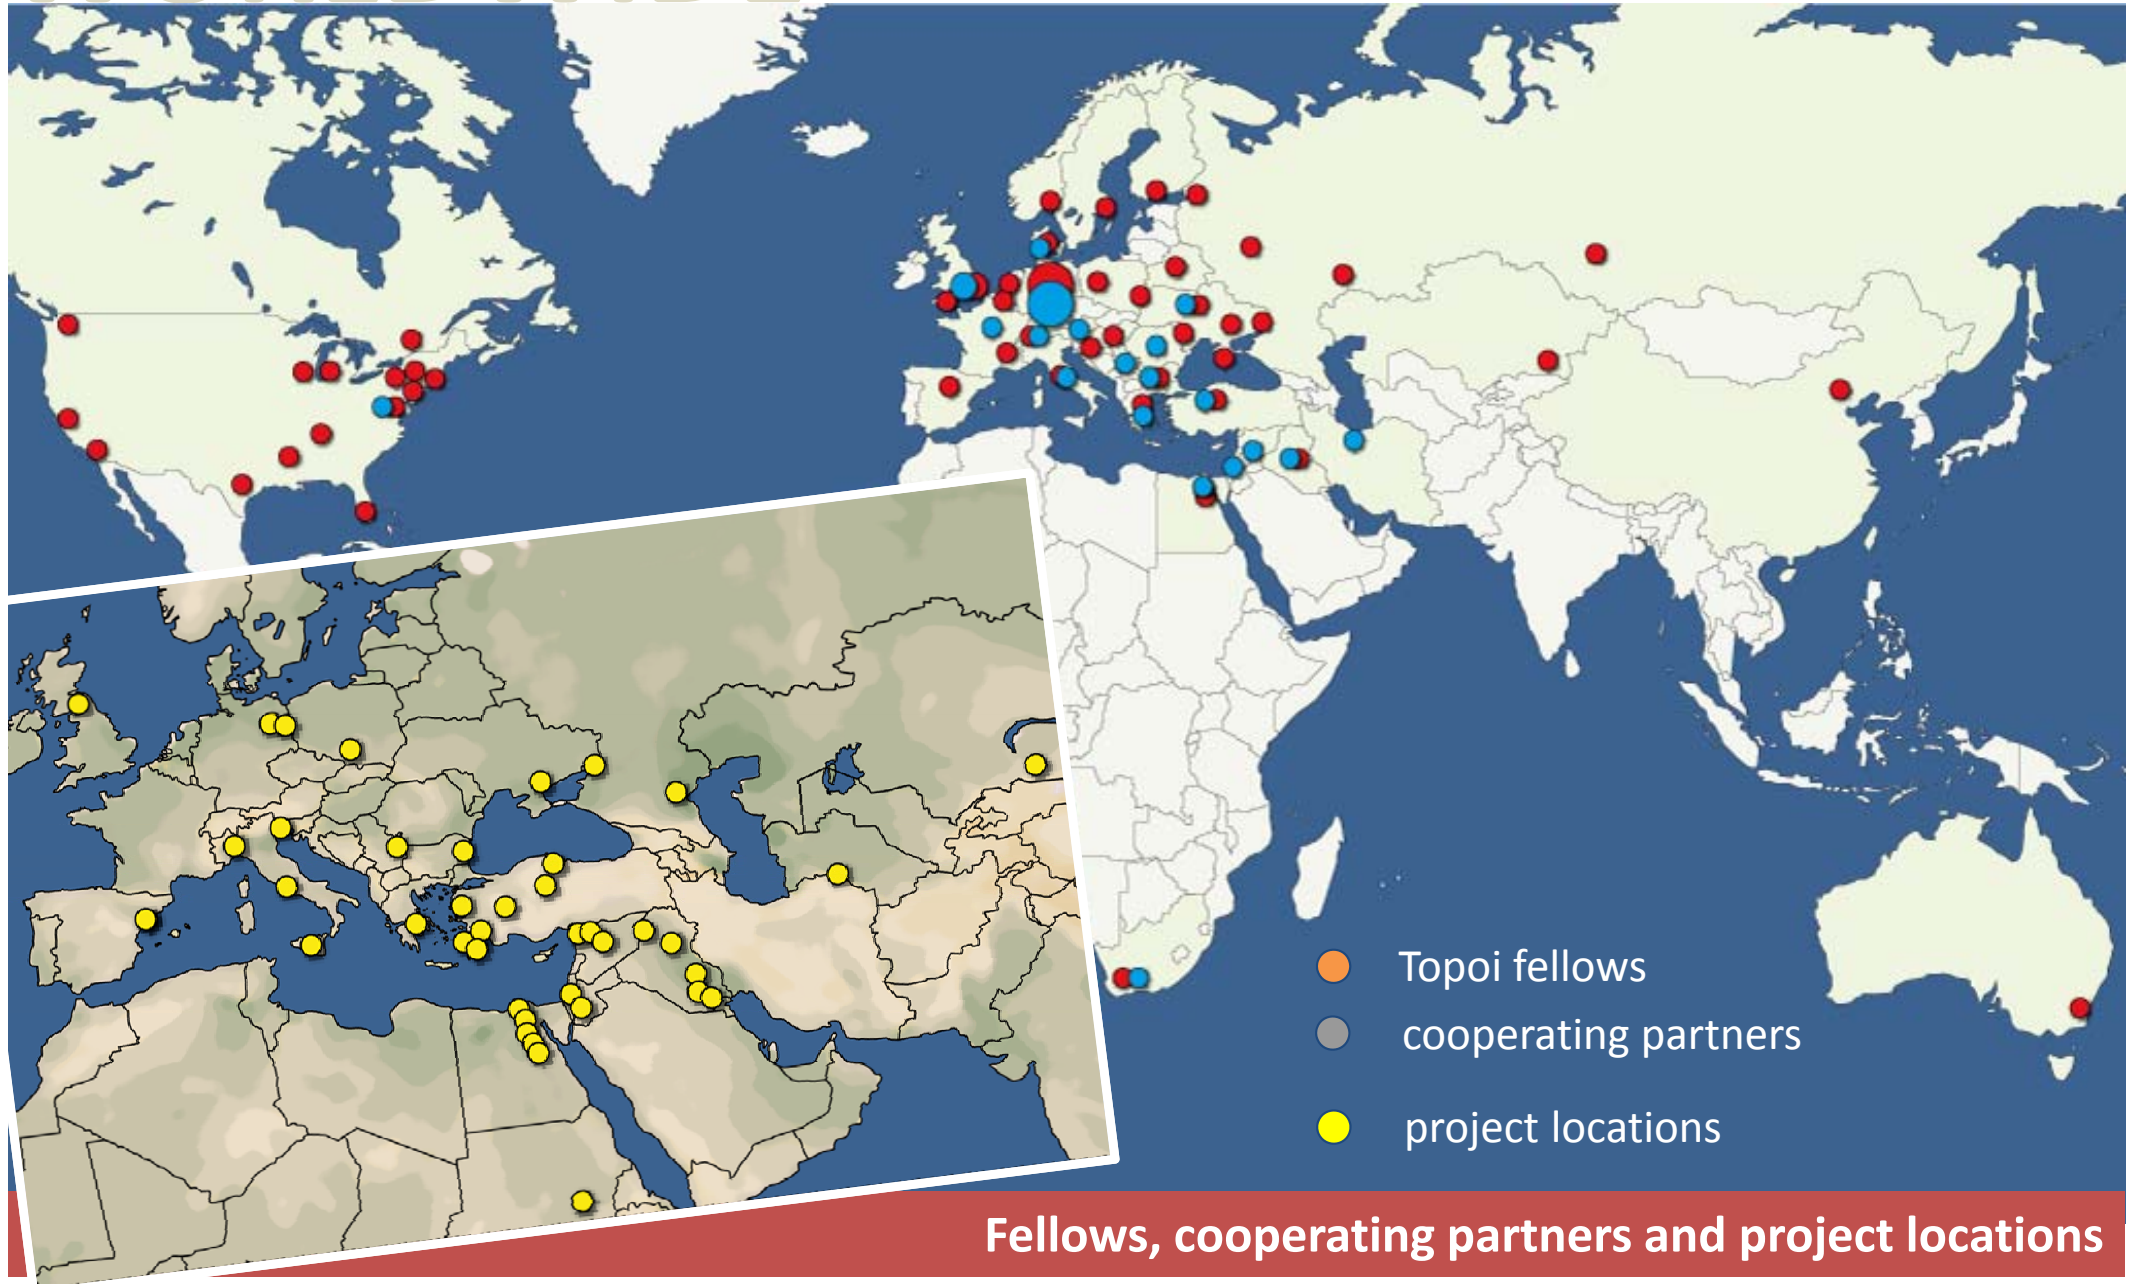 Topoi fellows
cooperating partners
project locations
Fellows, cooperating partners and project locations